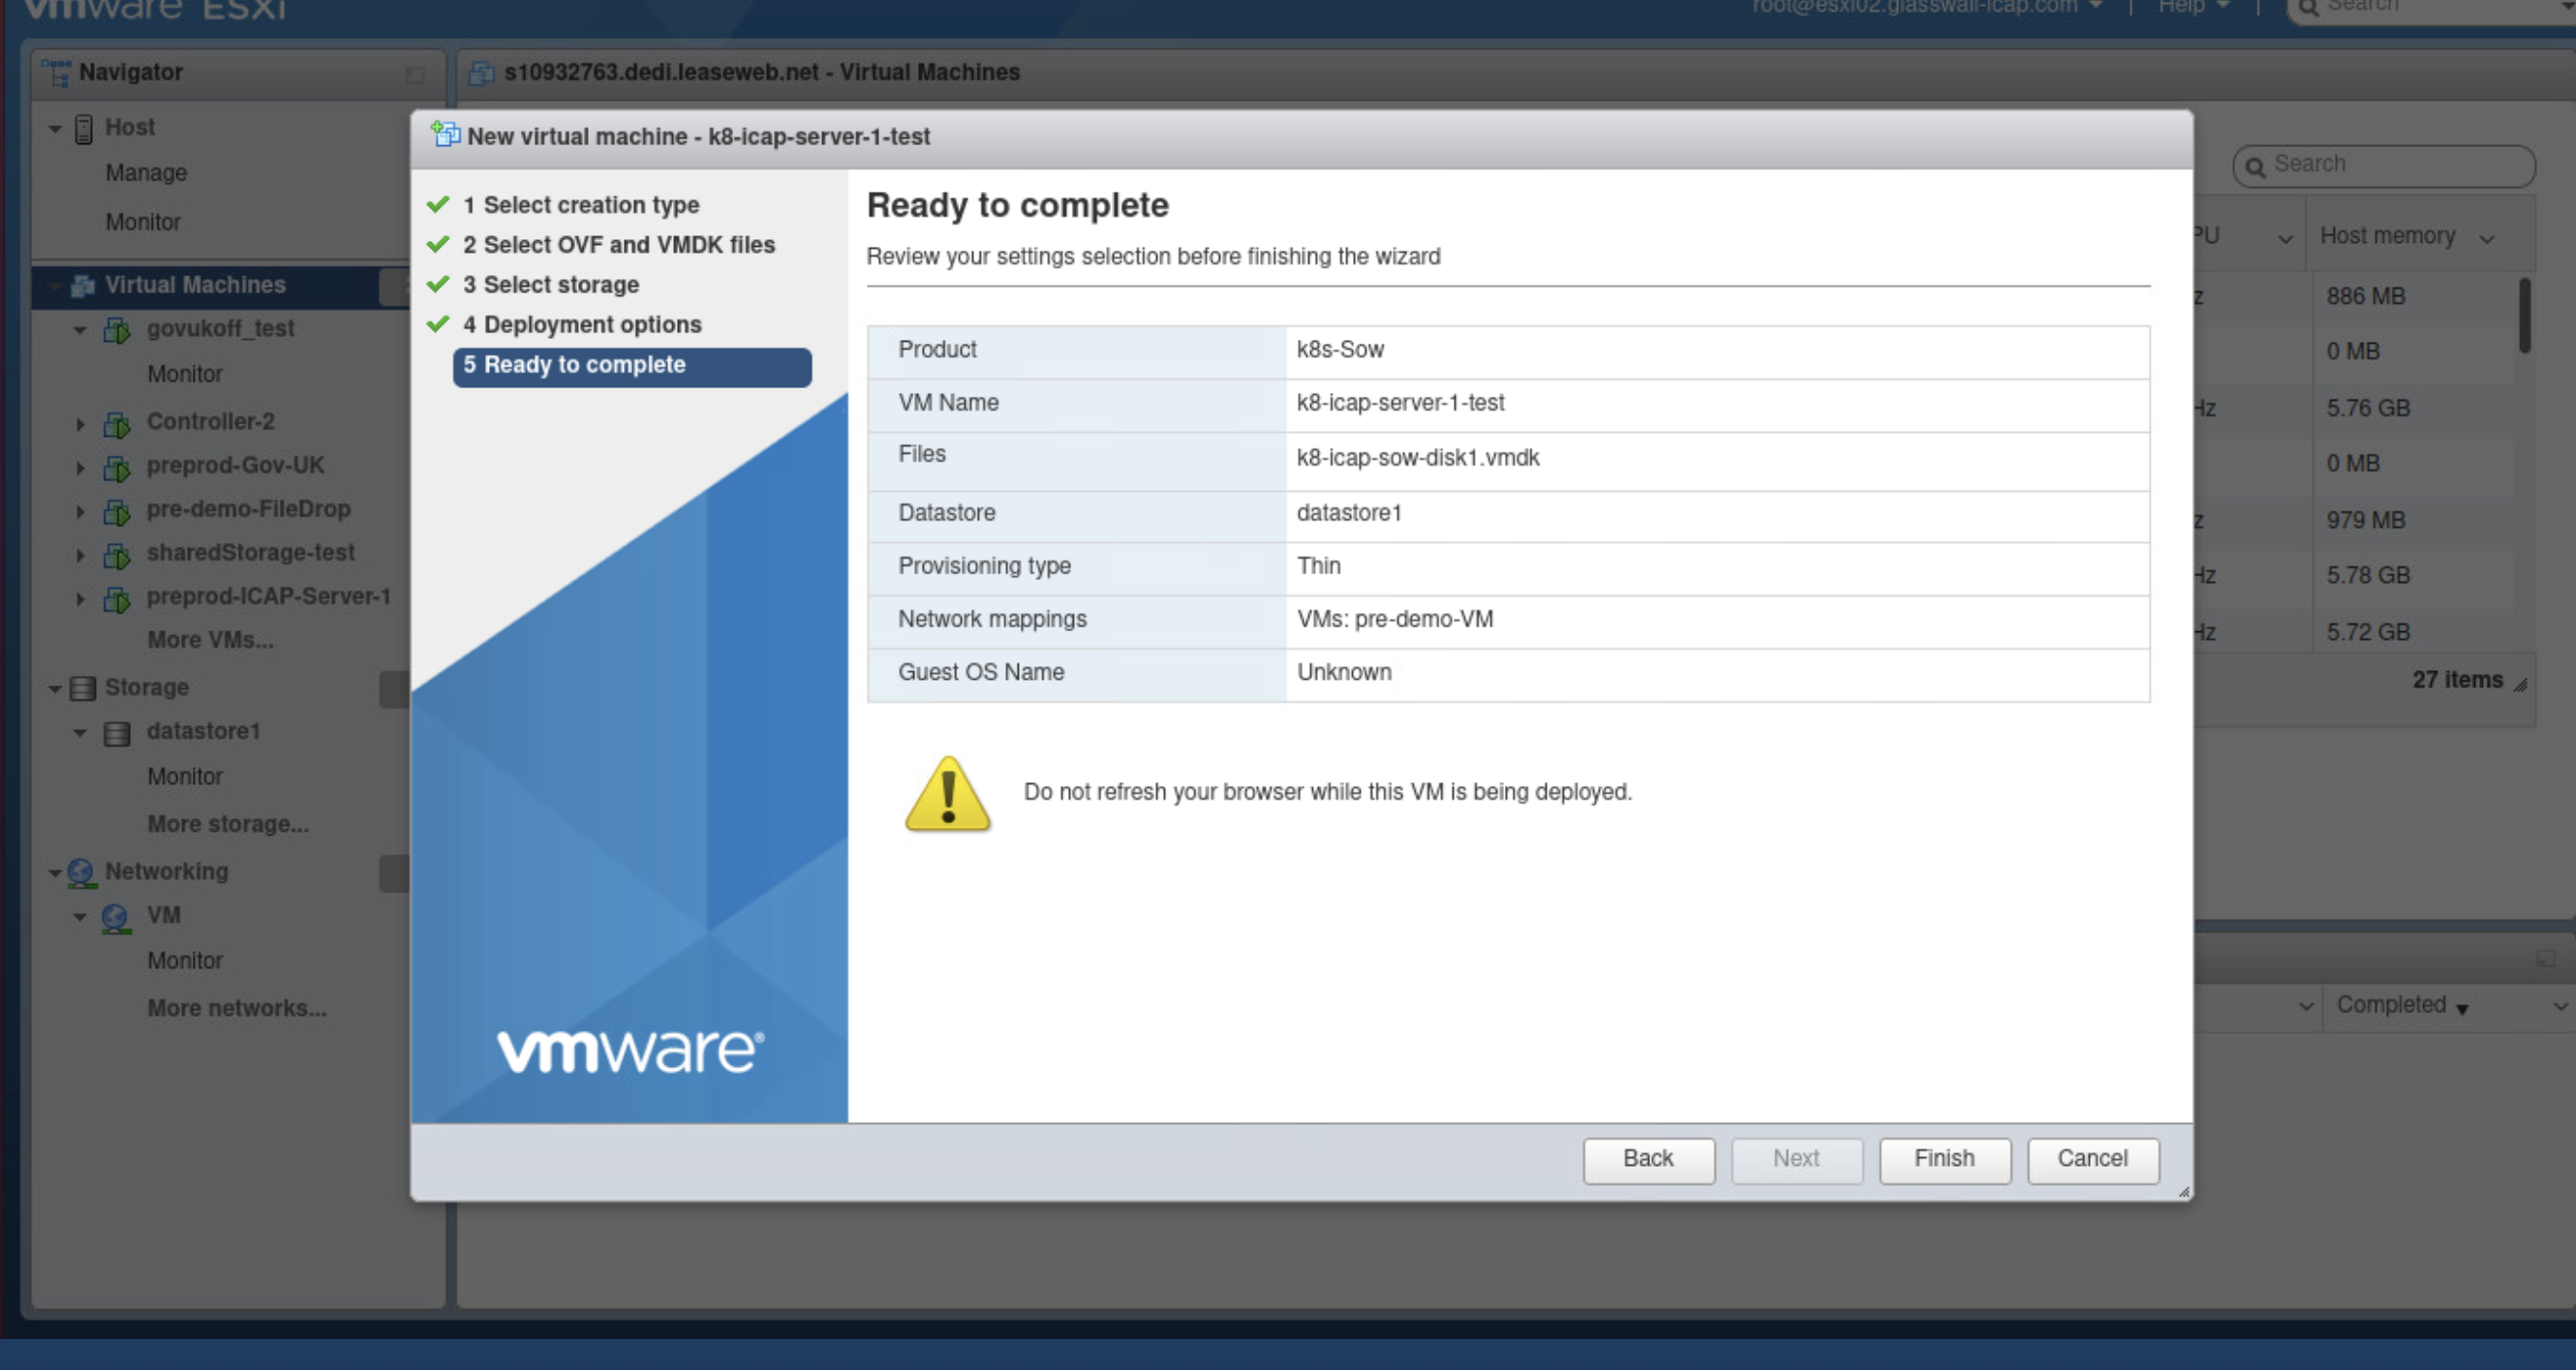 vmware ESXi
root@esxi02.glasswall-icap.com | Help | Search
Navigator
Host
Manage
Monitor
Virtual Machines
govukoff_test
Monitor
Controller-2
preprod-Gov-UK
pre-demo-FileDrop
sharedStorage-test
preprod-ICAP-Server-1
More VMs...
Storage
datastore1
Monitor
More storage...
Networking
VM
Monitor
More networks...
s10932763.dedi.leaseweb.net - Virtual Machines
New virtual machine - k8-icap-server-1-test
1 Select creation type
2 Select OVF and VMDK files
3 Select storage
4 Deployment options
5 Ready to complete
vmware®
Ready to complete
Review your settings selection before finishing the wizard
Product k8s-Sow
VM Name k8-icap-server-1-test
Files k8-icap-sow-disk1.vmdk
Datastore datastore1
Provisioning type Thin
Network mappings VMs: pre-demo-VM
Guest OS Name Unknown
Do not refresh your browser while this VM is being deployed.
Back Next Finish Cancel
Search
PU Host memory
z 886 MB
0 MB
Hz 5.76 GB
0 MB
z 979 MB
Hz 5.78 GB
Hz 5.72 GB
27 items
Completed